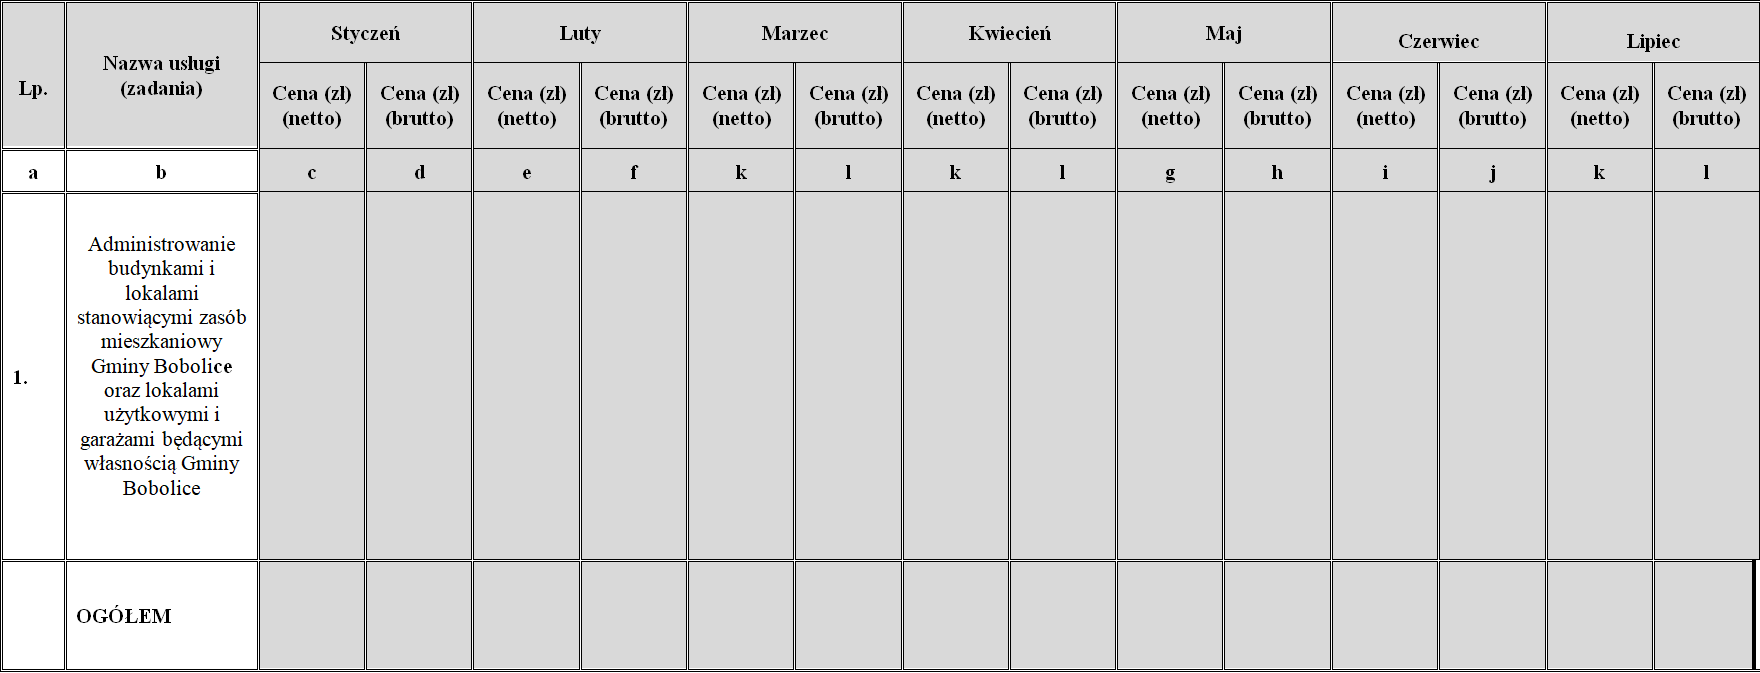 Lp.
Nazwa usługi
(zadania)
Styczeń
Luty
Marzec
Kwiecień
Maj
Czerwiec
Lipiec
Cena (zł)
(netto)
Cena (zł)
(brutto)
Cena (zł)
(netto)
Cena (zł)
(brutto)
Cena (zł)
(netto)
Cena (zł)
(brutto)
Cena (zł)
(netto)
Cena (zł)
(brutto)
Cena (zł)
(netto)
Cena (zł)
(brutto)
Cena (zł)
(netto)
Cena (zł)
(brutto)
Cena (zł)
(netto)
Cena (zł)
(brutto)
a
b
c
d
e
f
k
l
k
l
g
h
i
j
k
l
1.
Administrowanie
budynkami i
lokalami
stanowiącymi zasób
mieszkaniowy
Gminy Bobolice
oraz lokalami
użytkowymi i
garażami będącymi
własnością Gminy
Bobolice
OGÓŁEM